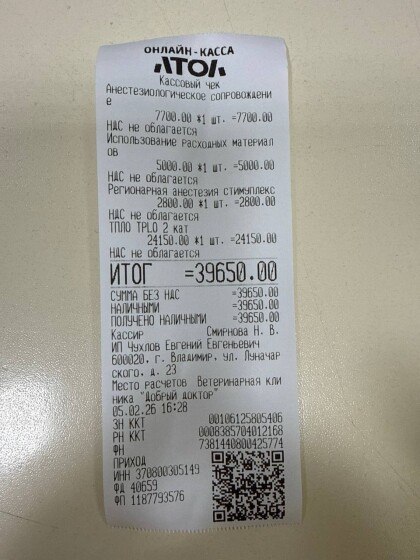 ОНЛАЙН-КАССА
АТОЛ
Кассовый чек
Анестезиологическое сопровождени
е
7700.00 *1 шт. =7700.00
НДС не облагается
Использование расходных материал
ов
5000.00 *1 шт. =5000.00
НДС не облагается
Регионарная анестезия стимуплекс
2800.00 *1 шт. =2800.00
НДС не облагается
ТПЛО TPLO 2 кат
24150.00 *1 шт. =24150.00
НДС не облагается
ИТОГ =39650.00
СУММА БЕЗ НДС =39650.00
НАЛИЧНЫМИ =39650.00
ПОЛУЧЕНО НАЛИЧНЫМИ =39650.00
Кассир Смирнова Н. В.
ИП Чухлов Евгений Евгеньевич
600020, г. Владимир, ул. Луначар
ского, д. 23
Место расчетов Ветеринарная кли
ника "Добрый доктор"
05.02.26 16:28
ЗН ККТ 00106125805406
РН ККТ 0008385704012168
ФН 7381440800425774
ПРИХОД
ИНН 370800305149
ФД 40659
ФП 1187793576